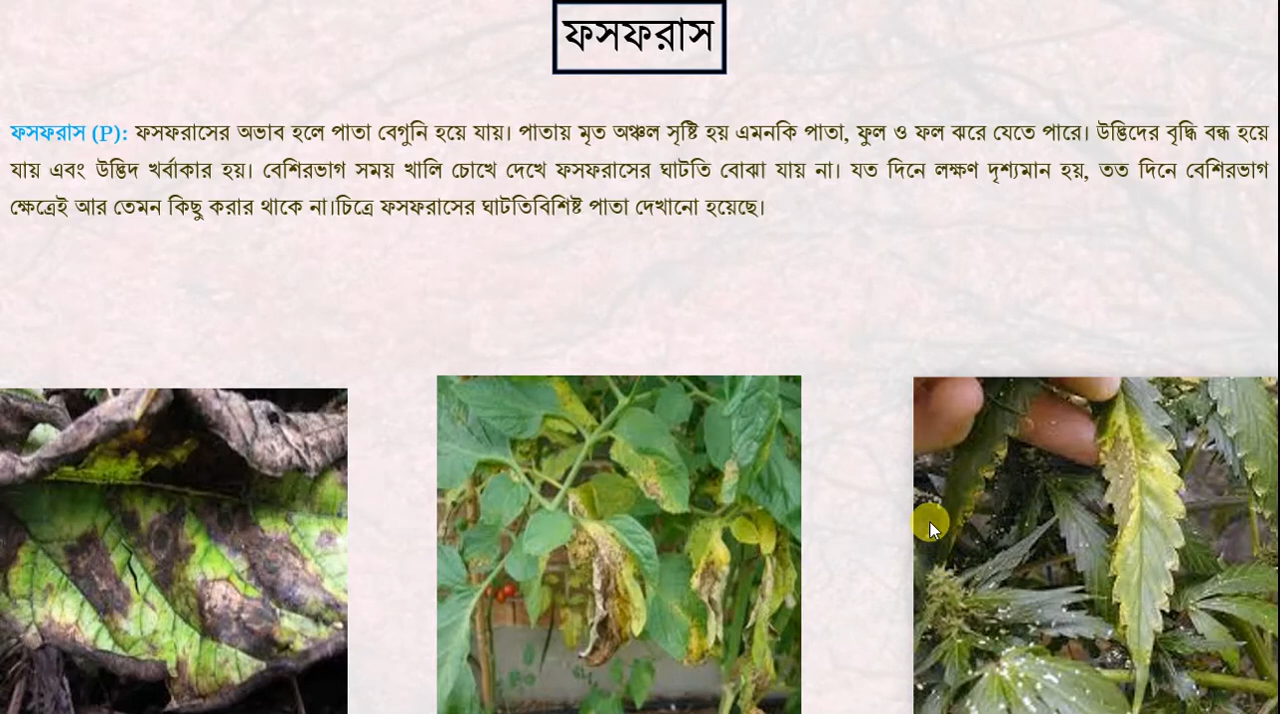 ফসফরাস
ফসফরাস (P): ফসফরাসের অভাব হলে পাতা বেগুনি হয়ে যায়। পাতায় মৃত অঞ্চল সৃষ্টি হয় এমনকি পাতা, ফুল ও ফল ঝরে যেতে পারে। উদ্ভিদের বৃদ্ধি বন্ধ হয়ে
যায় এবং উদ্ভিদ খর্বাকার হয়। বেশিরভাগ সময় খালি চোখে দেখে ফসফরাসের ঘাটতি বোঝা যায় না। যত দিনে লক্ষণ দৃশ্যমান হয়, তত দিনে বেশিরভাগ
ক্ষেত্রেই আর তেমন কিছু করার থাকে না।চিত্রে ফসফরাসের ঘাটতিবিশিষ্ট পাতা দেখানো হয়েছে।